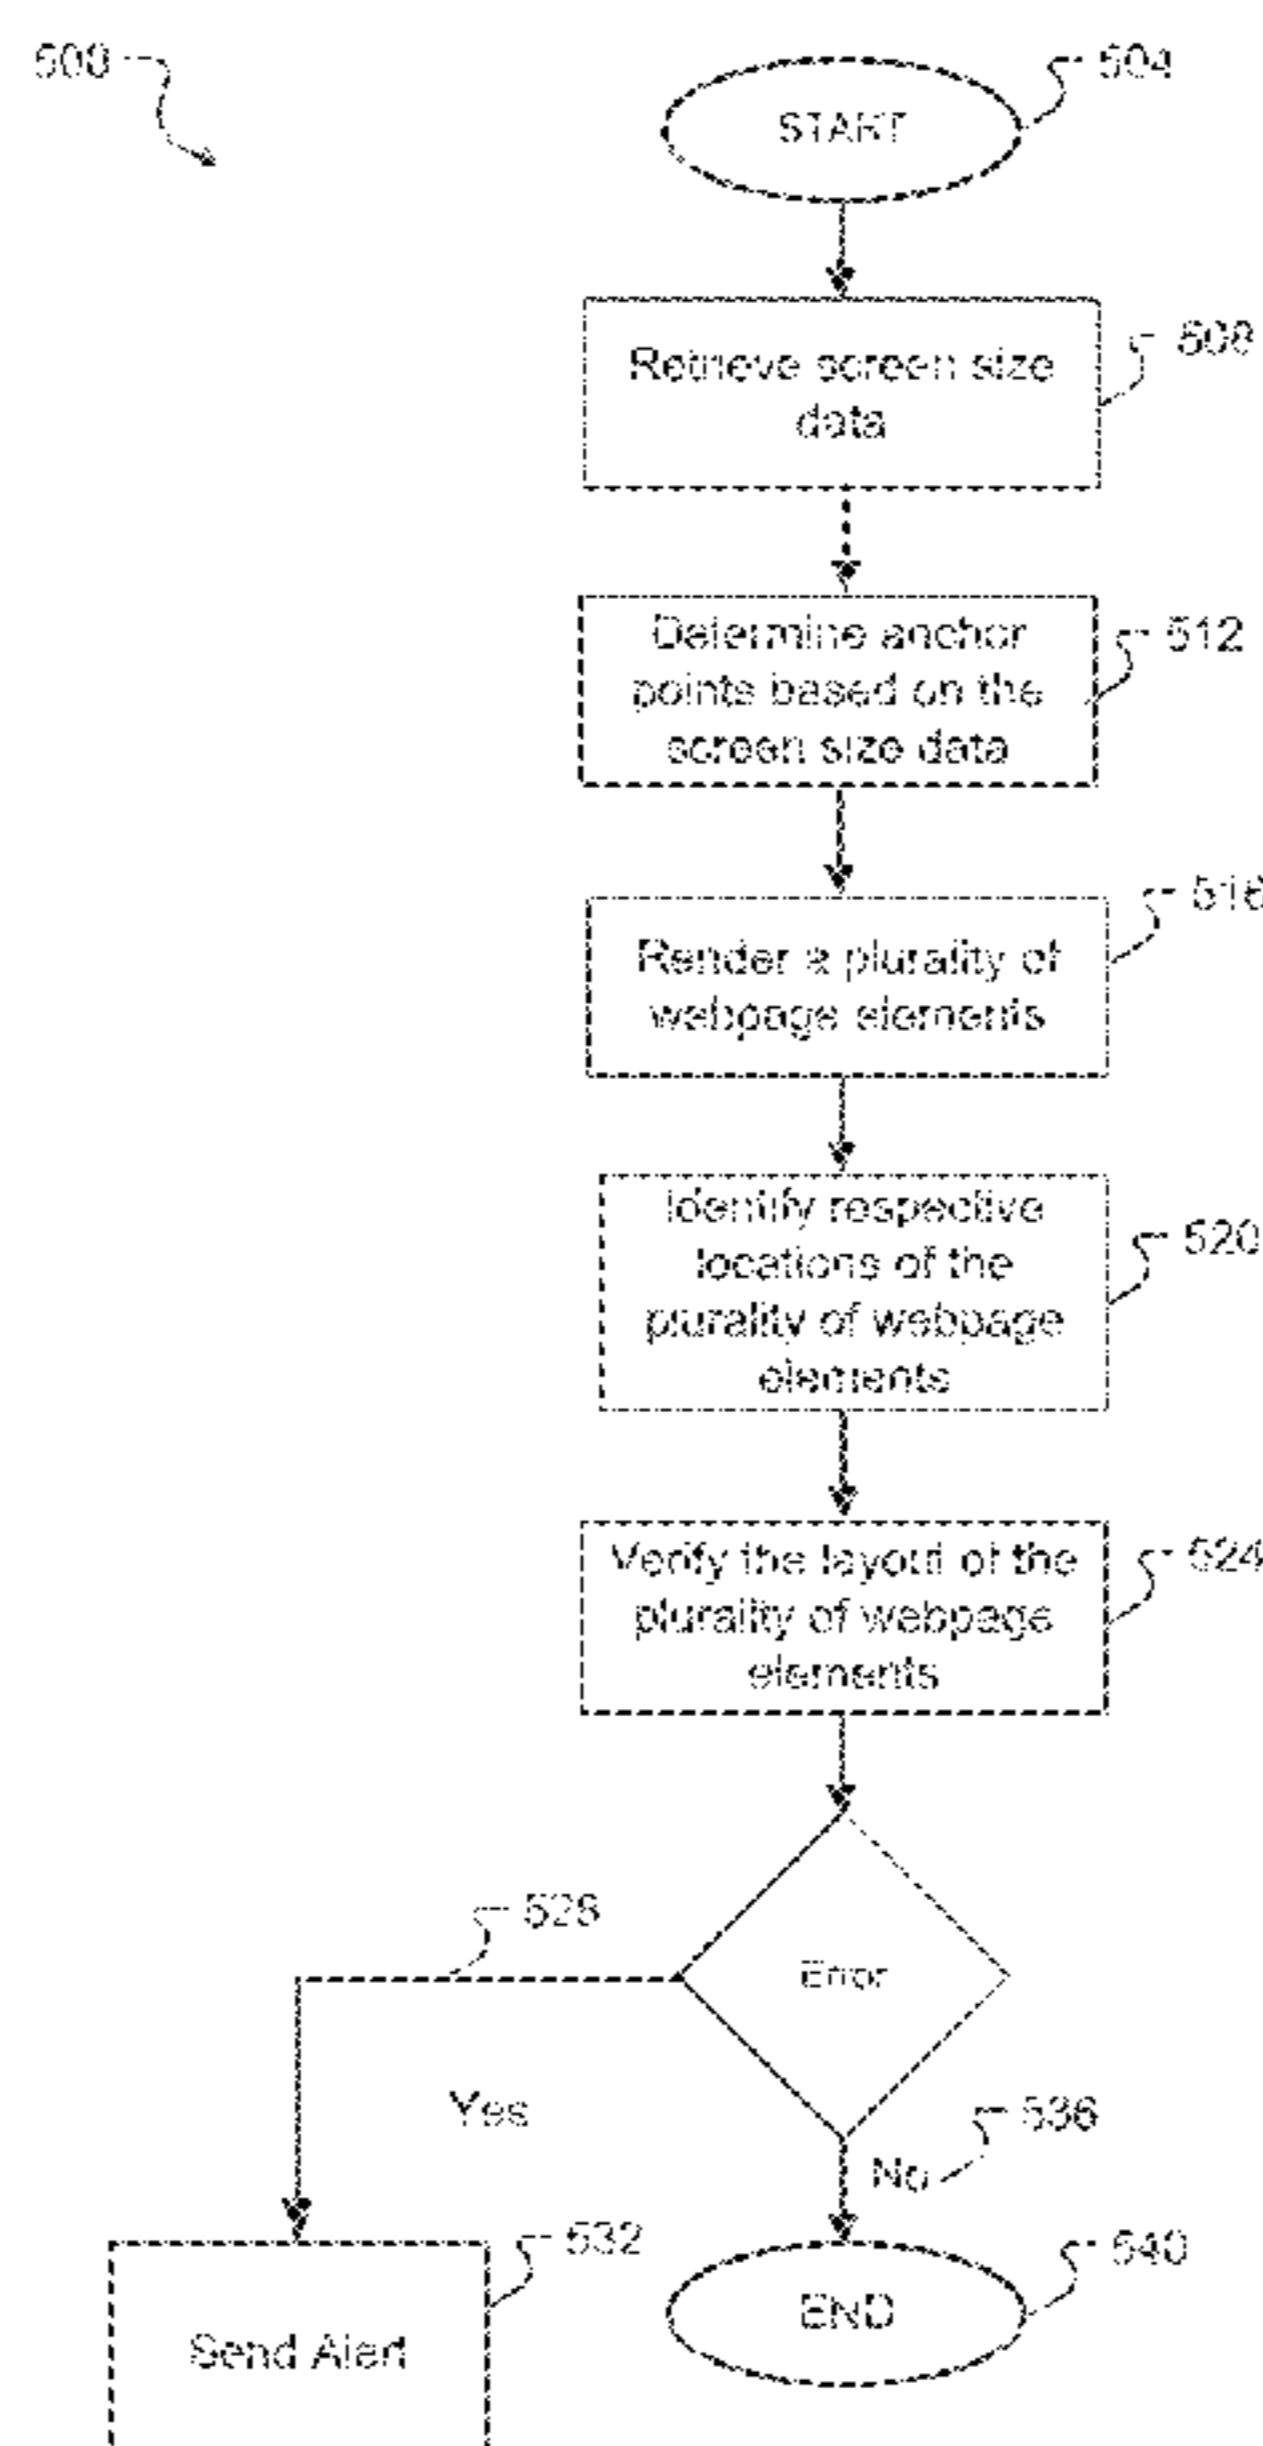 500
504
START
508
Retrieve screen size
data
512
Determine anchor
points based on the
screen size data
516
Render a plurality of
webpage elements
520
Identify respective
locations of the
plurality of webpage
elements
524
Verify the layout of the
plurality of webpage
elements
528
Error
Yes
536
No
532
540
END
Send Alert